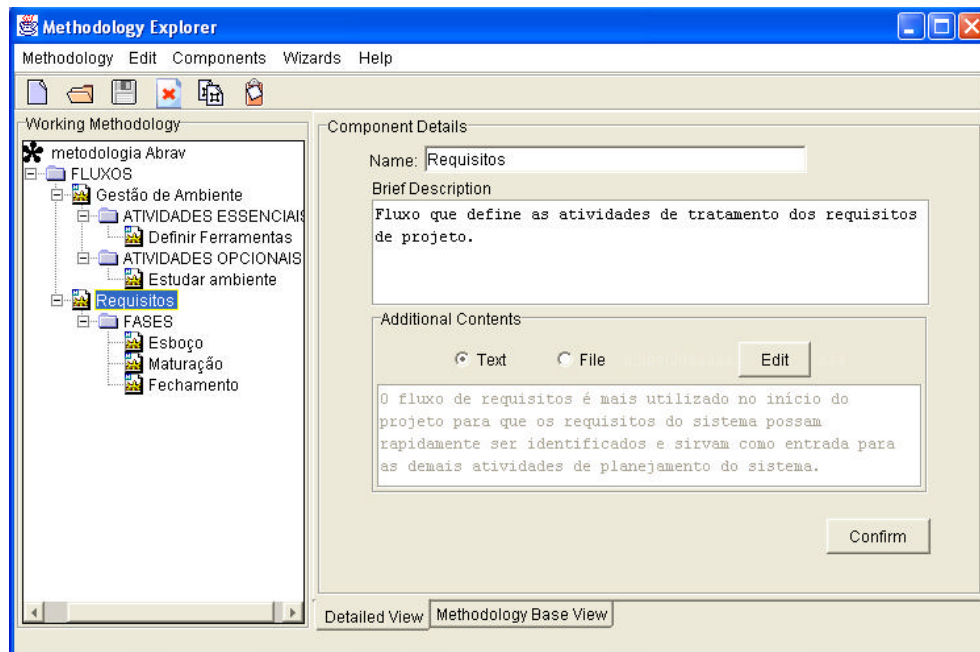 Methodology Explorer
Methodology Edit Components Wizards Help
Working Methodology
metodologia Abrav
FLUXOS
Gestão de Ambiente
ATIVIDADES ESSENCIAIS
Definir Ferramentas
ATIVIDADES OPCIONAIS
Estudar ambiente
Requisitos
FASES
Esboço
Maturação
Fechamento
Component Details
Name: Requisitos
Brief Description
Fluxo que define as atividades de tratamento dos requisitos
de projeto.
Additional Contents
Text File Edit
O fluxo de requisitos é mais utilizado no início do
projeto para que os requisitos do sistema possam
rapidamente ser identificados e sirvam como entrada para
as demais atividades de planejamento do sistema.
Confirm
Detailed View Methodology Base View